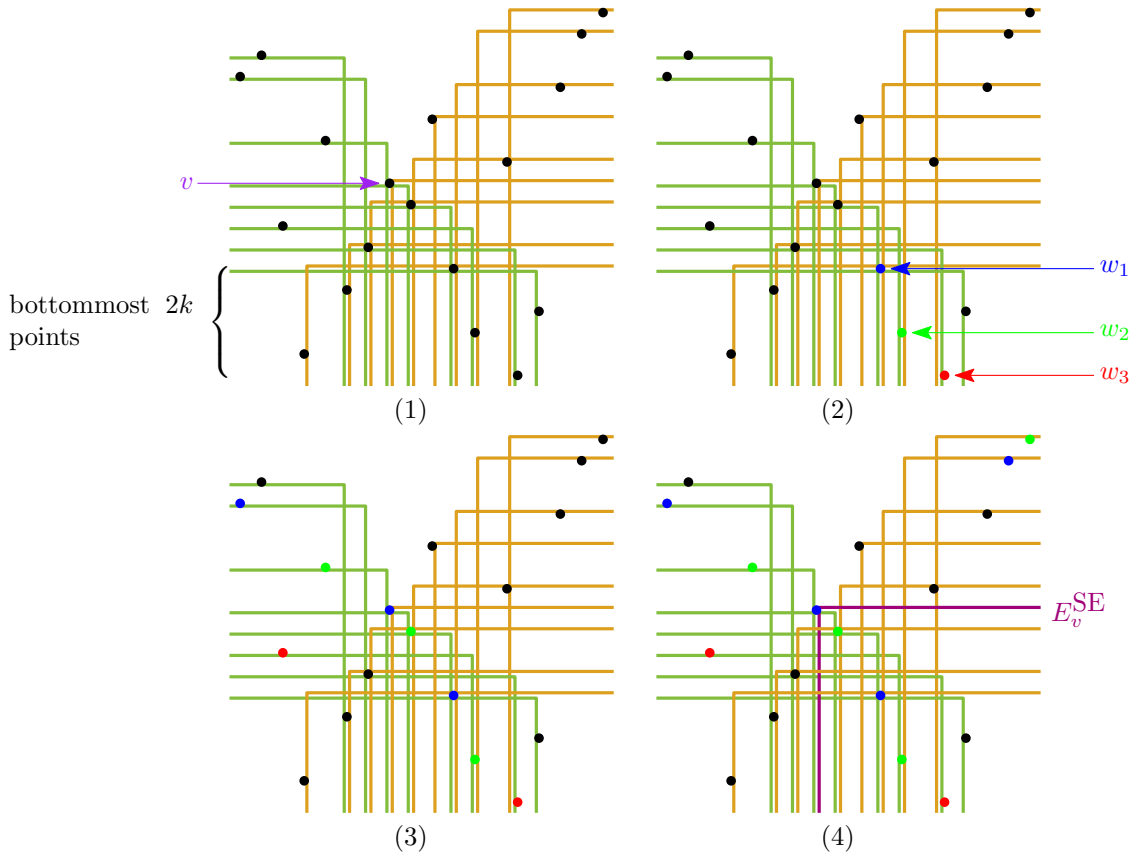 v
bottommost 2k
points
(1)
w₁
w₂
w₃
(2)
(3)
E_v^SE
(4)